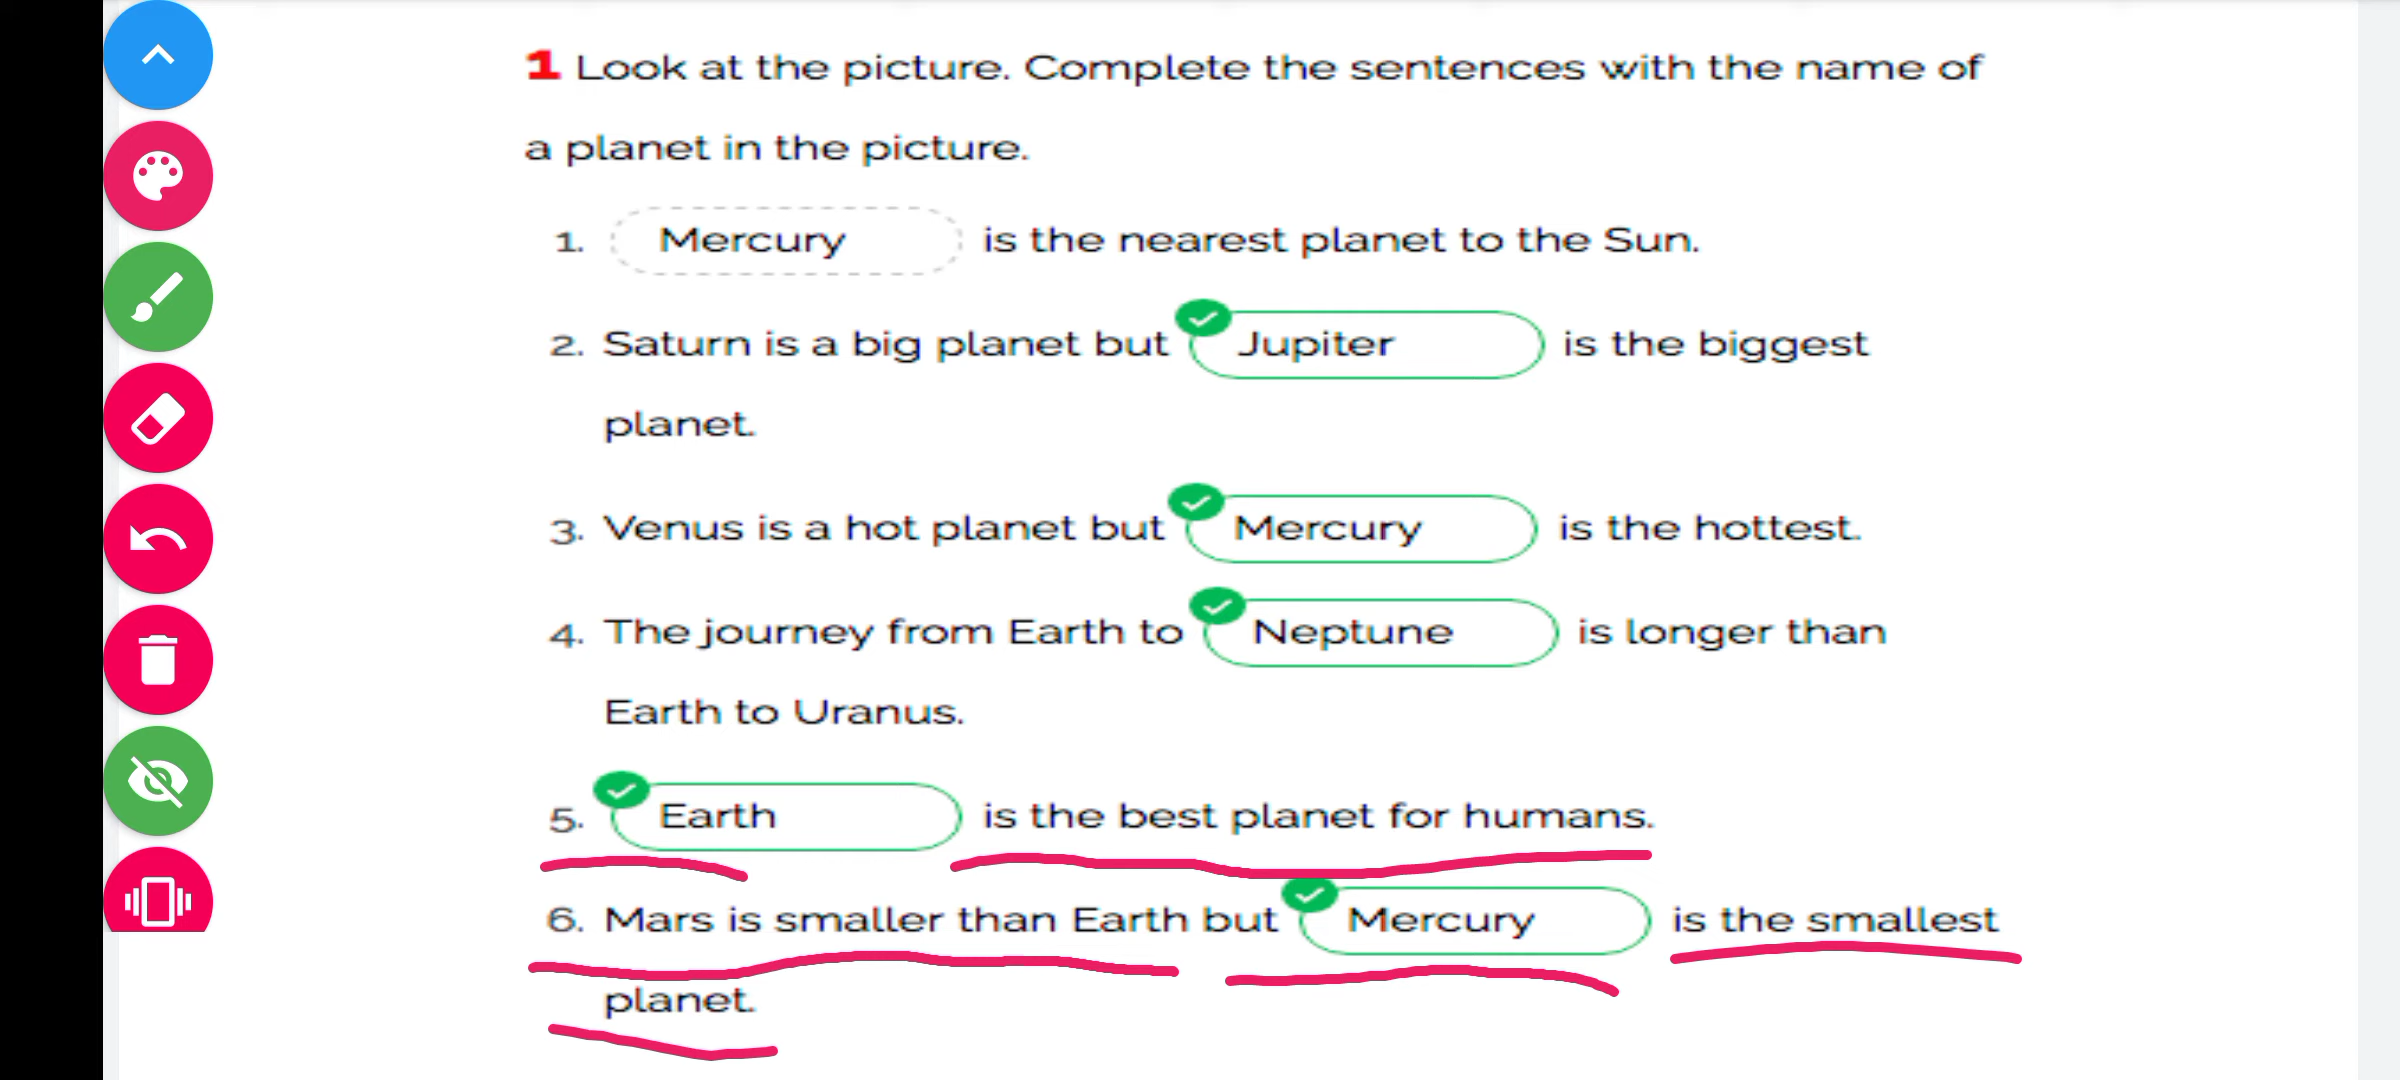 1 Look at the picture. Complete the sentences with the name of
a planet in the picture.
1. Mercury is the nearest planet to the Sun.
2. Saturn is a big planet but Jupiter is the biggest
planet.
3. Venus is a hot planet but Mercury is the hottest.
4. The journey from Earth to Neptune is longer than
Earth to Uranus.
5. Earth is the best planet for humans.
6. Mars is smaller than Earth but Mercury is the smallest
planet.